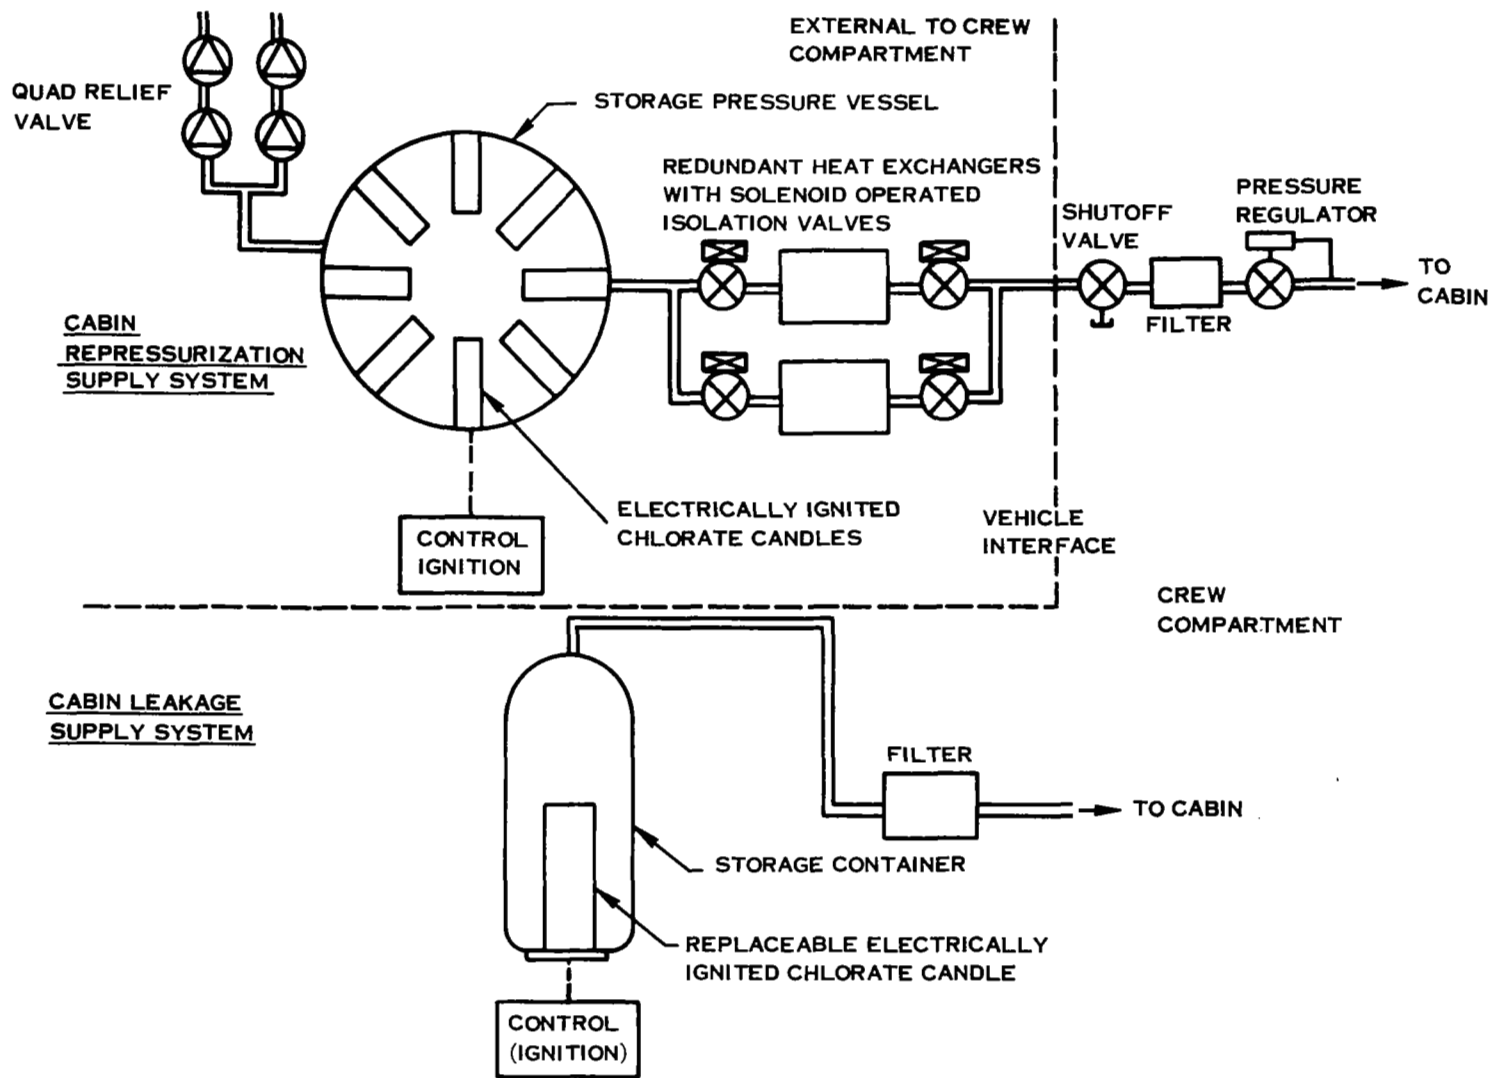 EXTERNAL TO CREW
COMPARTMENT
QUAD RELIEF
VALVE
STORAGE PRESSURE VESSEL
REDUNDANT HEAT EXCHANGERS
WITH SOLENOID OPERATED
ISOLATION VALVES
SHUTOFF
VALVE
PRESSURE
REGULATOR
TO
CABIN
FILTER
CABIN
REPRESSURIZATION
SUPPLY SYSTEM
ELECTRICALLY IGNITED
CHLORATE CANDLES
CONTROL
IGNITION
VEHICLE
INTERFACE
CREW
COMPARTMENT
CABIN LEAKAGE
SUPPLY SYSTEM
FILTER
TO CABIN
STORAGE CONTAINER
REPLACEABLE ELECTRICALLY
IGNITED CHLORATE CANDLE
CONTROL
(IGNITION)